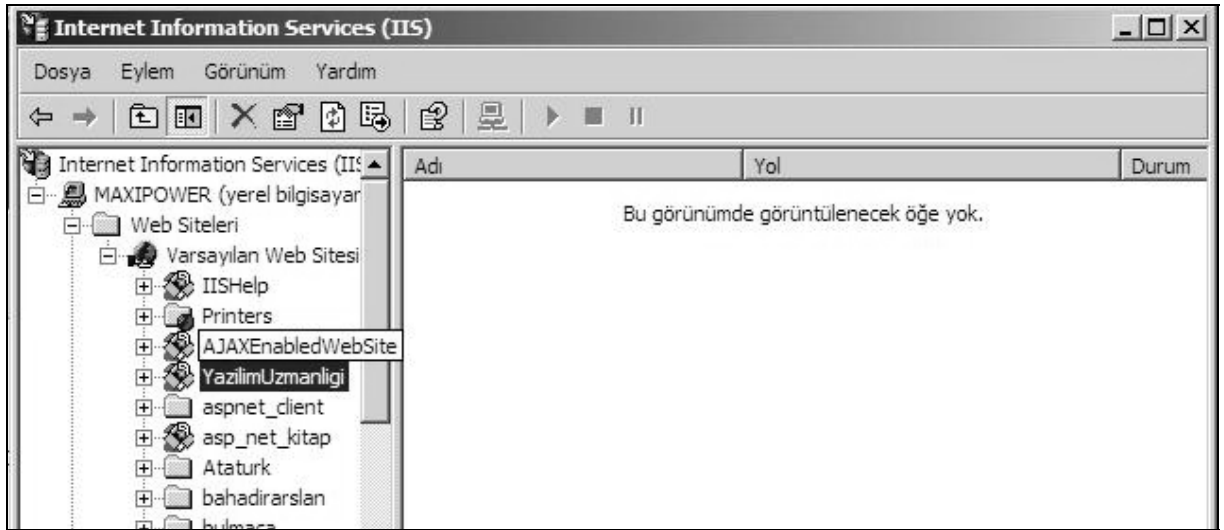 Internet Information Services (IIS)
Dosya Eylem Görünüm Yardım
Internet Information Services (IIS
Adı Yol Durum
MAXIPOWER (yerel bilgisayar
Bu görünümde görüntülenecek öğe yok.
Web Siteleri
Varsayılan Web Sitesi
IISHelp
Printers
AJAXEnabledWebSite
YazilimUzmanligi
aspnet_client
asp_net_kitap
Ataturk
bahadirarslan
bulmaca